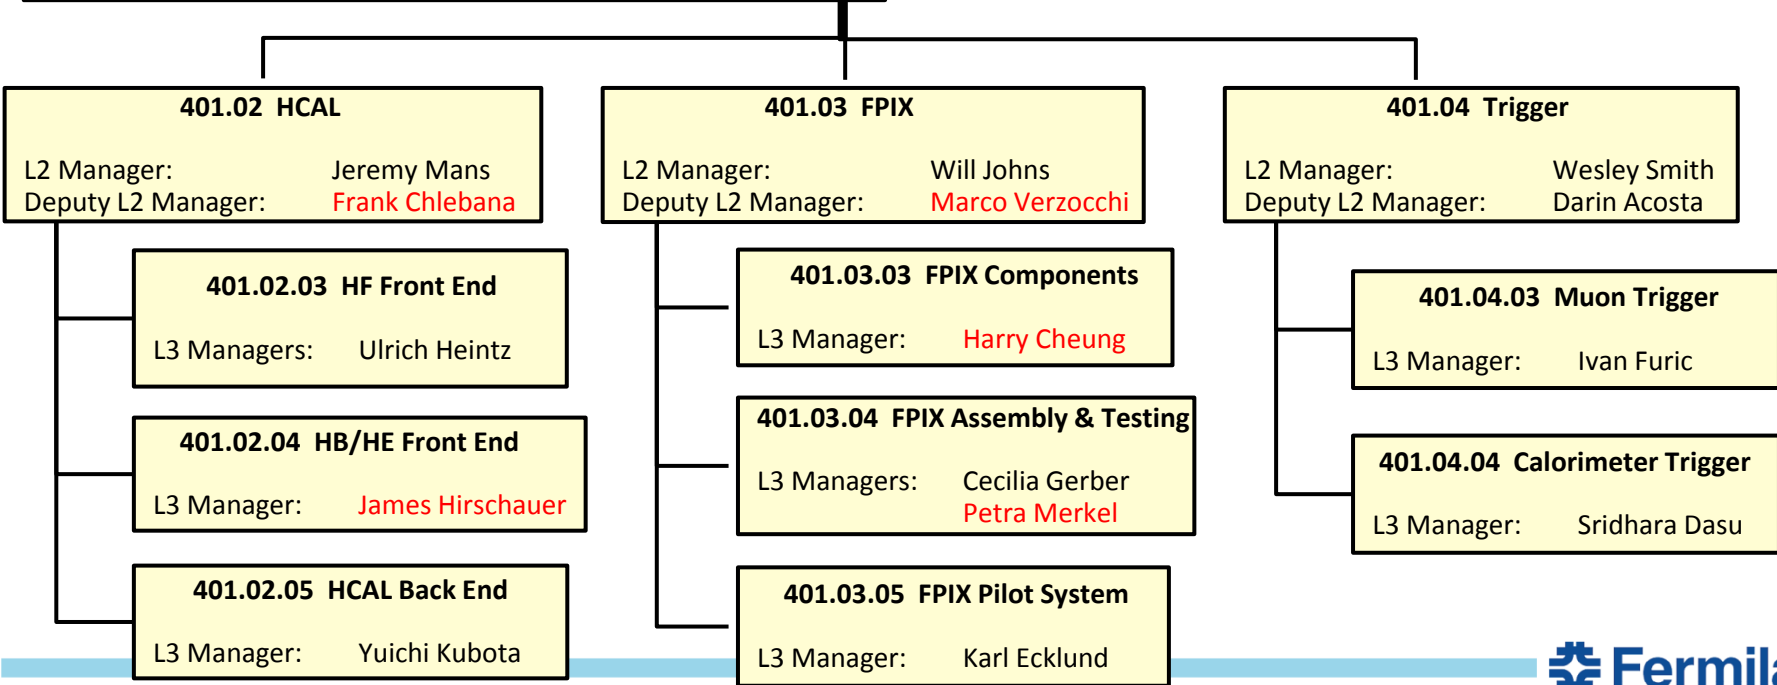 401.02 HCAL
L2 Manager: Jeremy Mans
Deputy L2 Manager: Frank Chlebana
401.02.03 HF Front End
L3 Managers: Ulrich Heintz
401.02.04 HB/HE Front End
L3 Manager: James Hirschauer
401.02.05 HCAL Back End
L3 Manager: Yuichi Kubota
401.03 FPIX
L2 Manager: Will Johns
Deputy L2 Manager: Marco Verzocchi
401.03.03 FPIX Components
L3 Manager: Harry Cheung
401.03.04 FPIX Assembly & Testing
L3 Managers: Cecilia Gerber
Petra Merkel
401.03.05 FPIX Pilot System
L3 Manager: Karl Ecklund
401.04 Trigger
L2 Manager: Wesley Smith
Deputy L2 Manager: Darin Acosta
401.04.03 Muon Trigger
L3 Manager: Ivan Furic
401.04.04 Calorimeter Trigger
L3 Manager: Sridhara Dasu